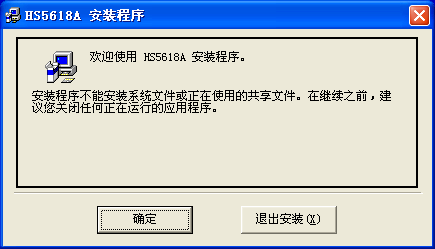 HS5618A 安装程序
欢迎使用 HS5618A 安装程序。
安装程序不能安装系统文件或正在使用的共享文件。在继续之前，建
议您关闭任何正在运行的应用程序。
确定
退出安装(X)